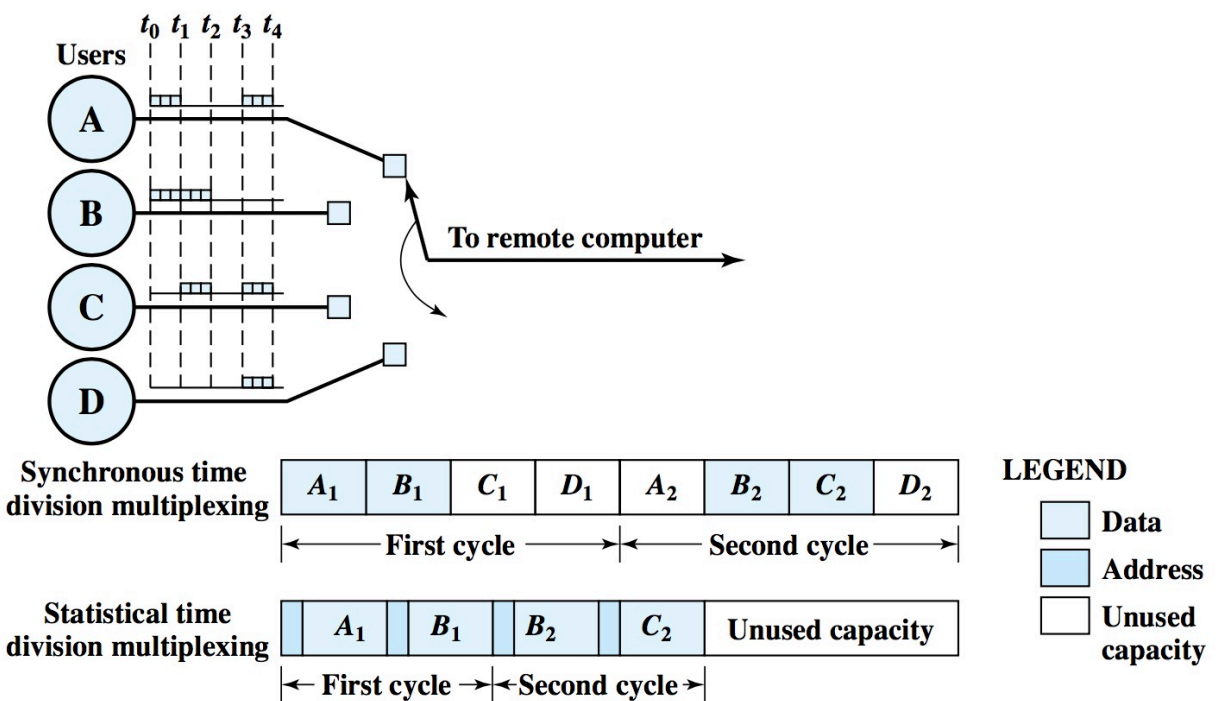 t0 t1 t2 t3 t4
Users
A
B
To remote computer
C
D
Synchronous time
division multiplexing
A1 B1 C1 D1 A2 B2 C2 D2
First cycle Second cycle
LEGEND
Data
Address
Unused
capacity
Statistical time
division multiplexing
A1 B1 B2 C2 Unused capacity
First cycle Second cycle